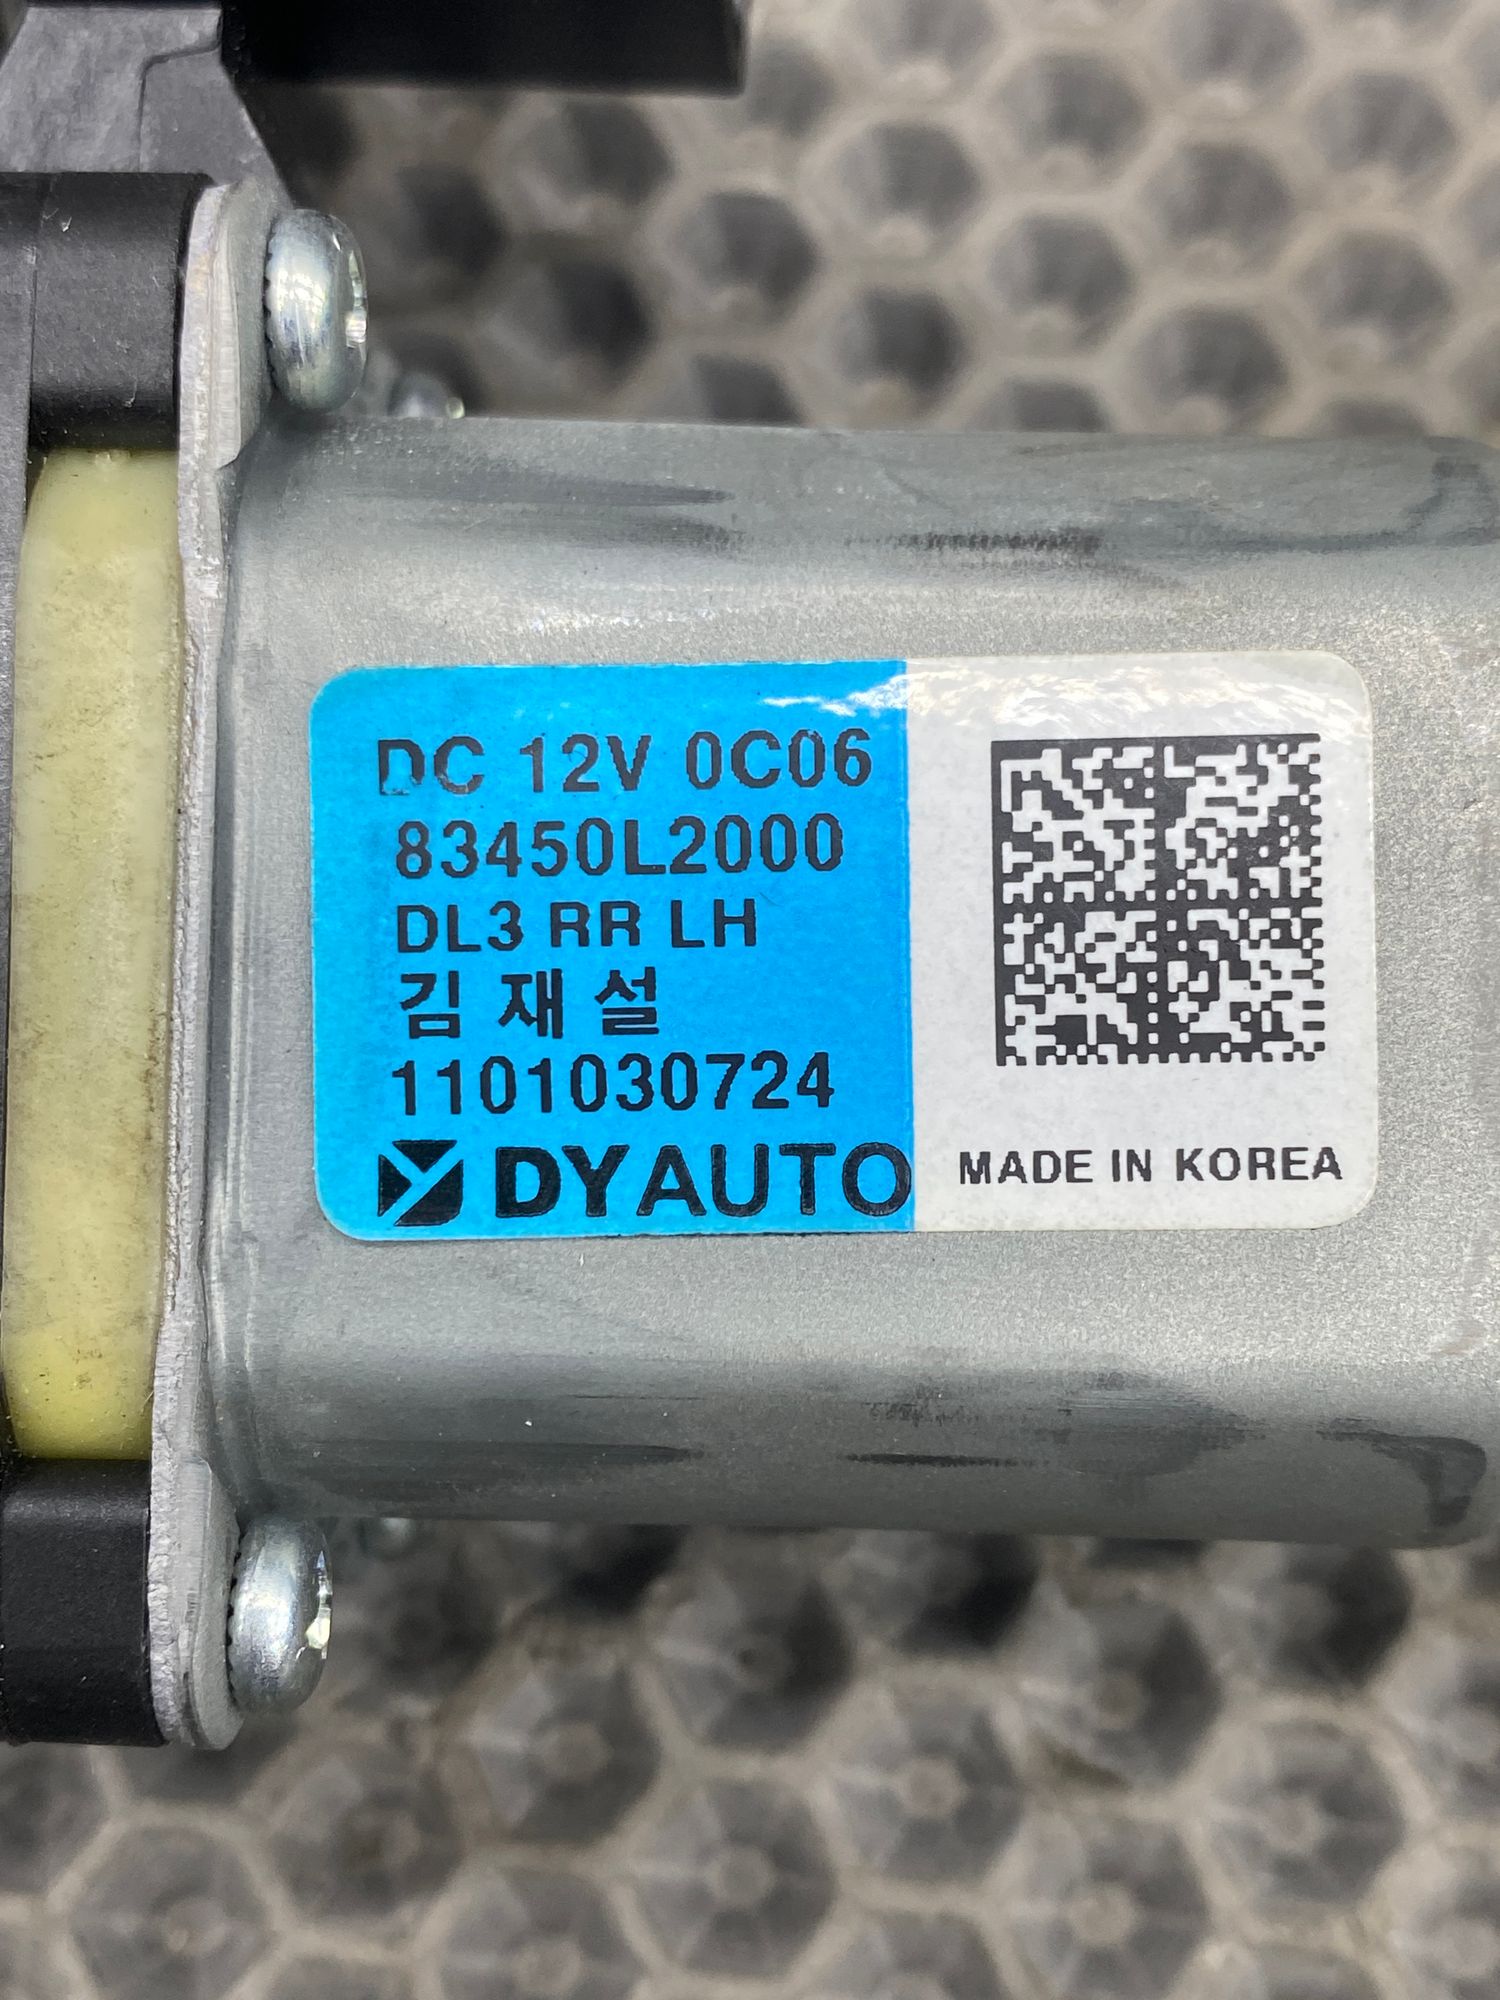 DC 12V 0C06
83450L2000
DL3 RR LH
김 재 설
1101030724
DYAUTO
MADE IN KOREA